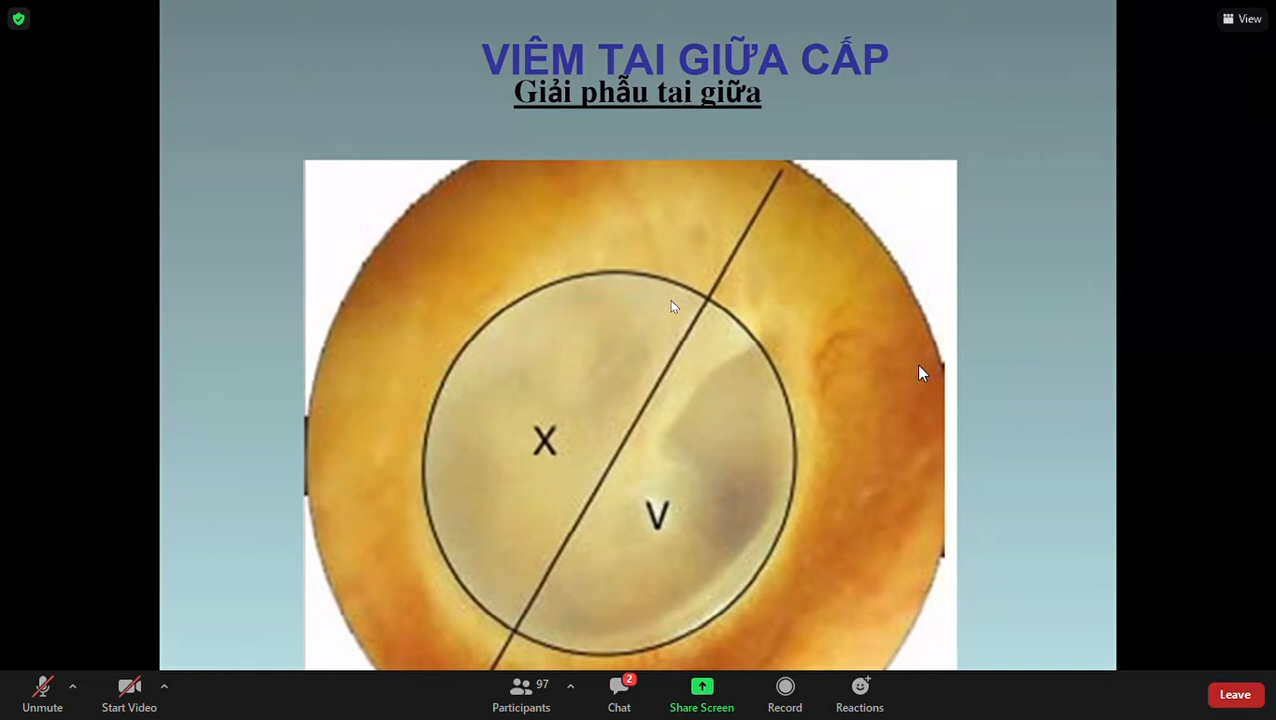 View
VIÊM TAI GIỮA CẤP
Giải phẫu tai giữa
X
V
97
2
Unmute
Start Video
Participants
Chat
Share Screen
Record
Reactions
Leave